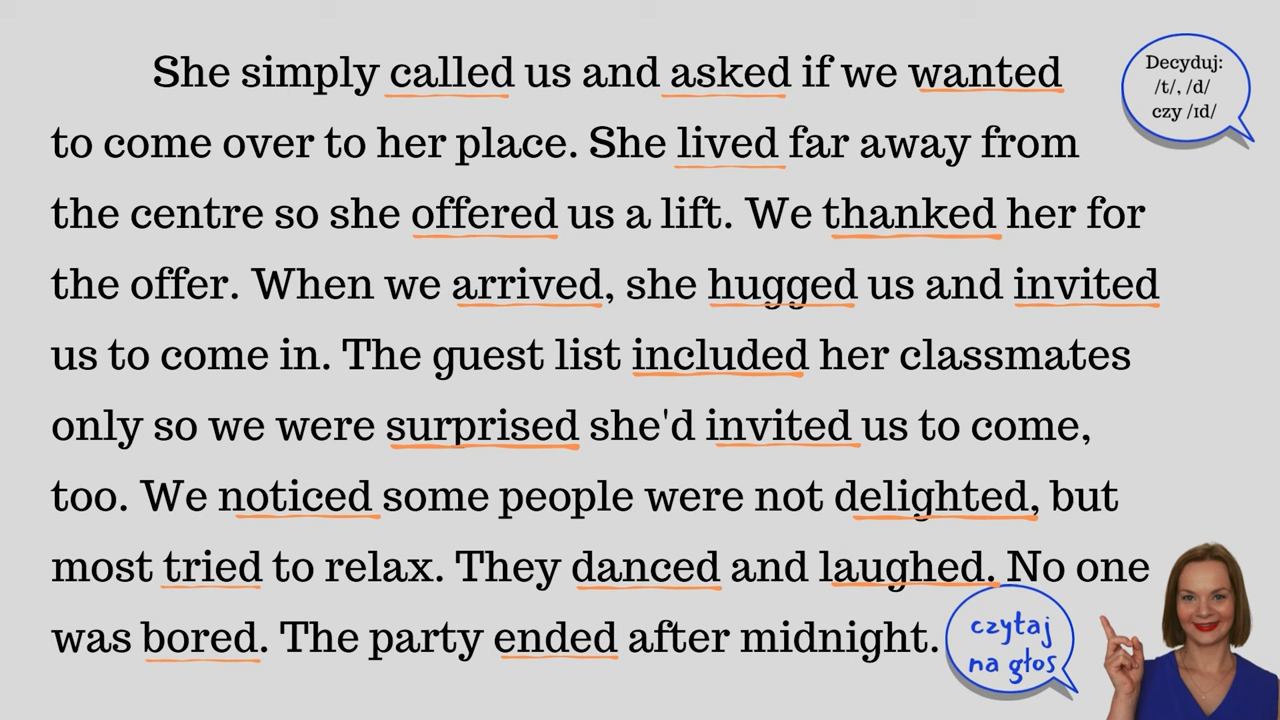 She simply called us and asked if we wanted
to come over to her place. She lived far away from
the centre so she offered us a lift. We thanked her for
the offer. When we arrived, she hugged us and invited
us to come in. The guest list included her classmates
only so we were surprised she'd invited us to come,
too. We noticed some people were not delighted, but
most tried to relax. They danced and laughed. No one
was bored. The party ended after midnight.
Decyduj:
/t/, /d/
czy /ɪd/
czytaj
na głos